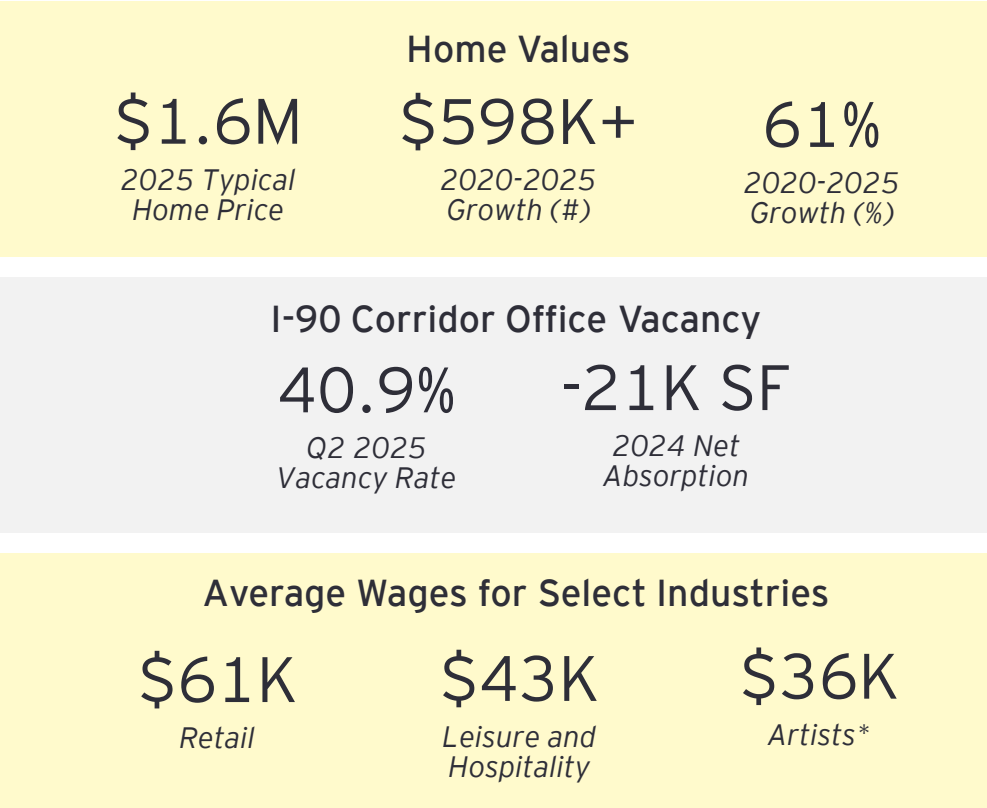 Home Values
$1.6M
2025 Typical
Home Price
$598K+
2020-2025
Growth (#)
61%
2020-2025
Growth (%)
I-90 Corridor Office Vacancy
40.9%
Q2 2025
Vacancy Rate
-21K SF
2024 Net
Absorption
Average Wages for Select Industries
$61K
Retail
$43K
Leisure and
Hospitality
$36K
Artists*